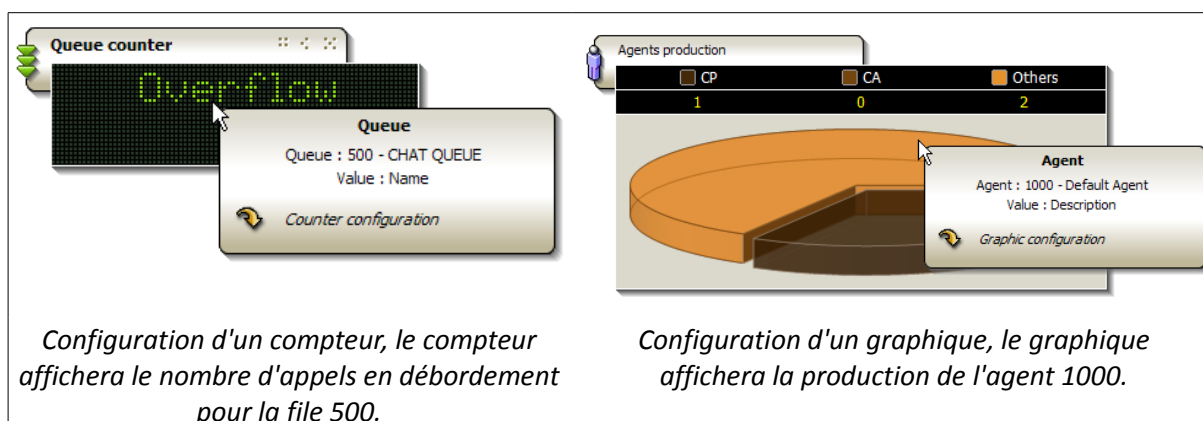 Queue counter
Overflow
Queue
Queue : 500 - CHAT QUEUE
Value : Name
Counter configuration
Configuration d'un compteur, le compteur
affichera le nombre d'appels en débordement
pour la file 500.
Agents production
CP CA Others
1 0 2
Agent
Agent : 1000 - Default Agent
Value : Description
Graphic configuration
Configuration d'un graphique, le graphique
affichera la production de l'agent 1000.